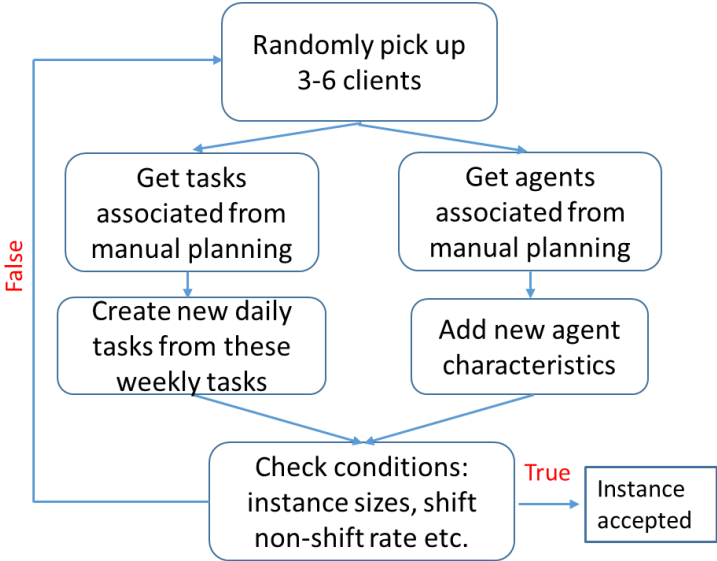 Randomly pick up
3-6 clients
Get tasks
associated from
manual planning
Get agents
associated from
manual planning
False
Create new daily
tasks from these
weekly tasks
Add new agent
characteristics
Check conditions:
instance sizes, shift
non-shift rate etc.
True
Instance
accepted